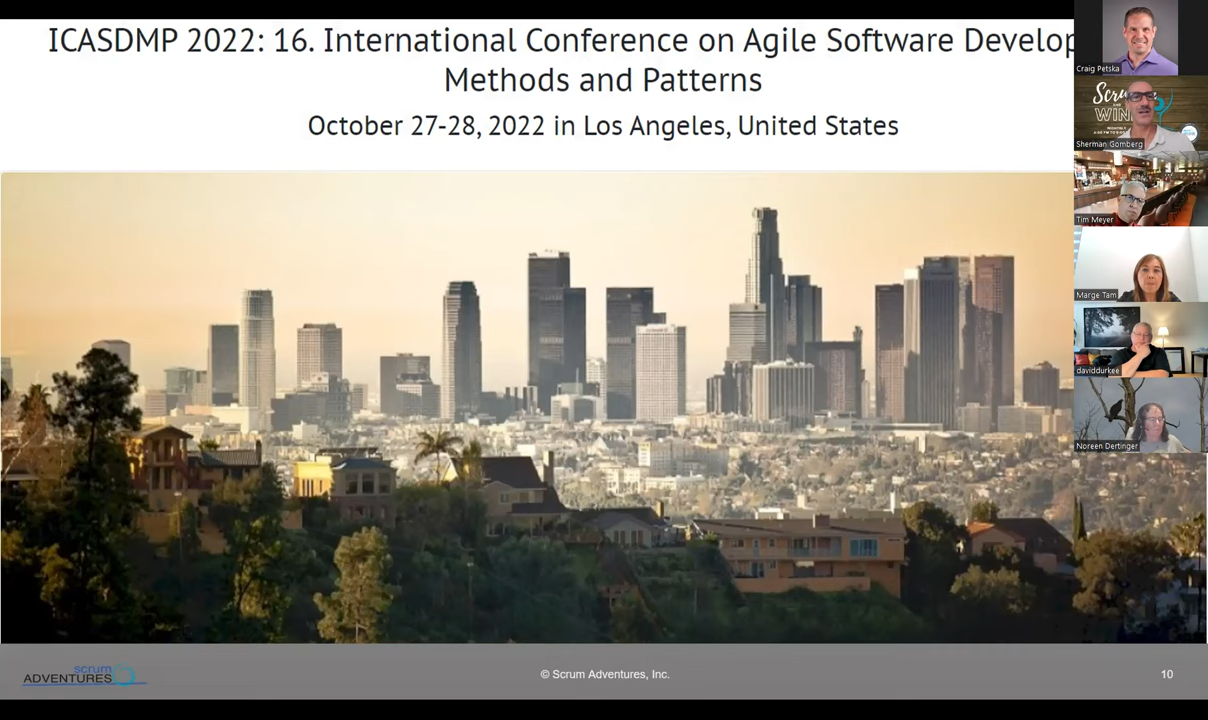 ICASDMP 2022: 16. International Conference on Agile Software Develop
Methods and Patterns
October 27-28, 2022 in Los Angeles, United States
Craig Petska
Scru
WIN
Sherman Gomberg
Tim Meyer
Marge Tam
daviddurkee
Noreen Dertinger
scrum
ADVENTURES
© Scrum Adventures, Inc.
10